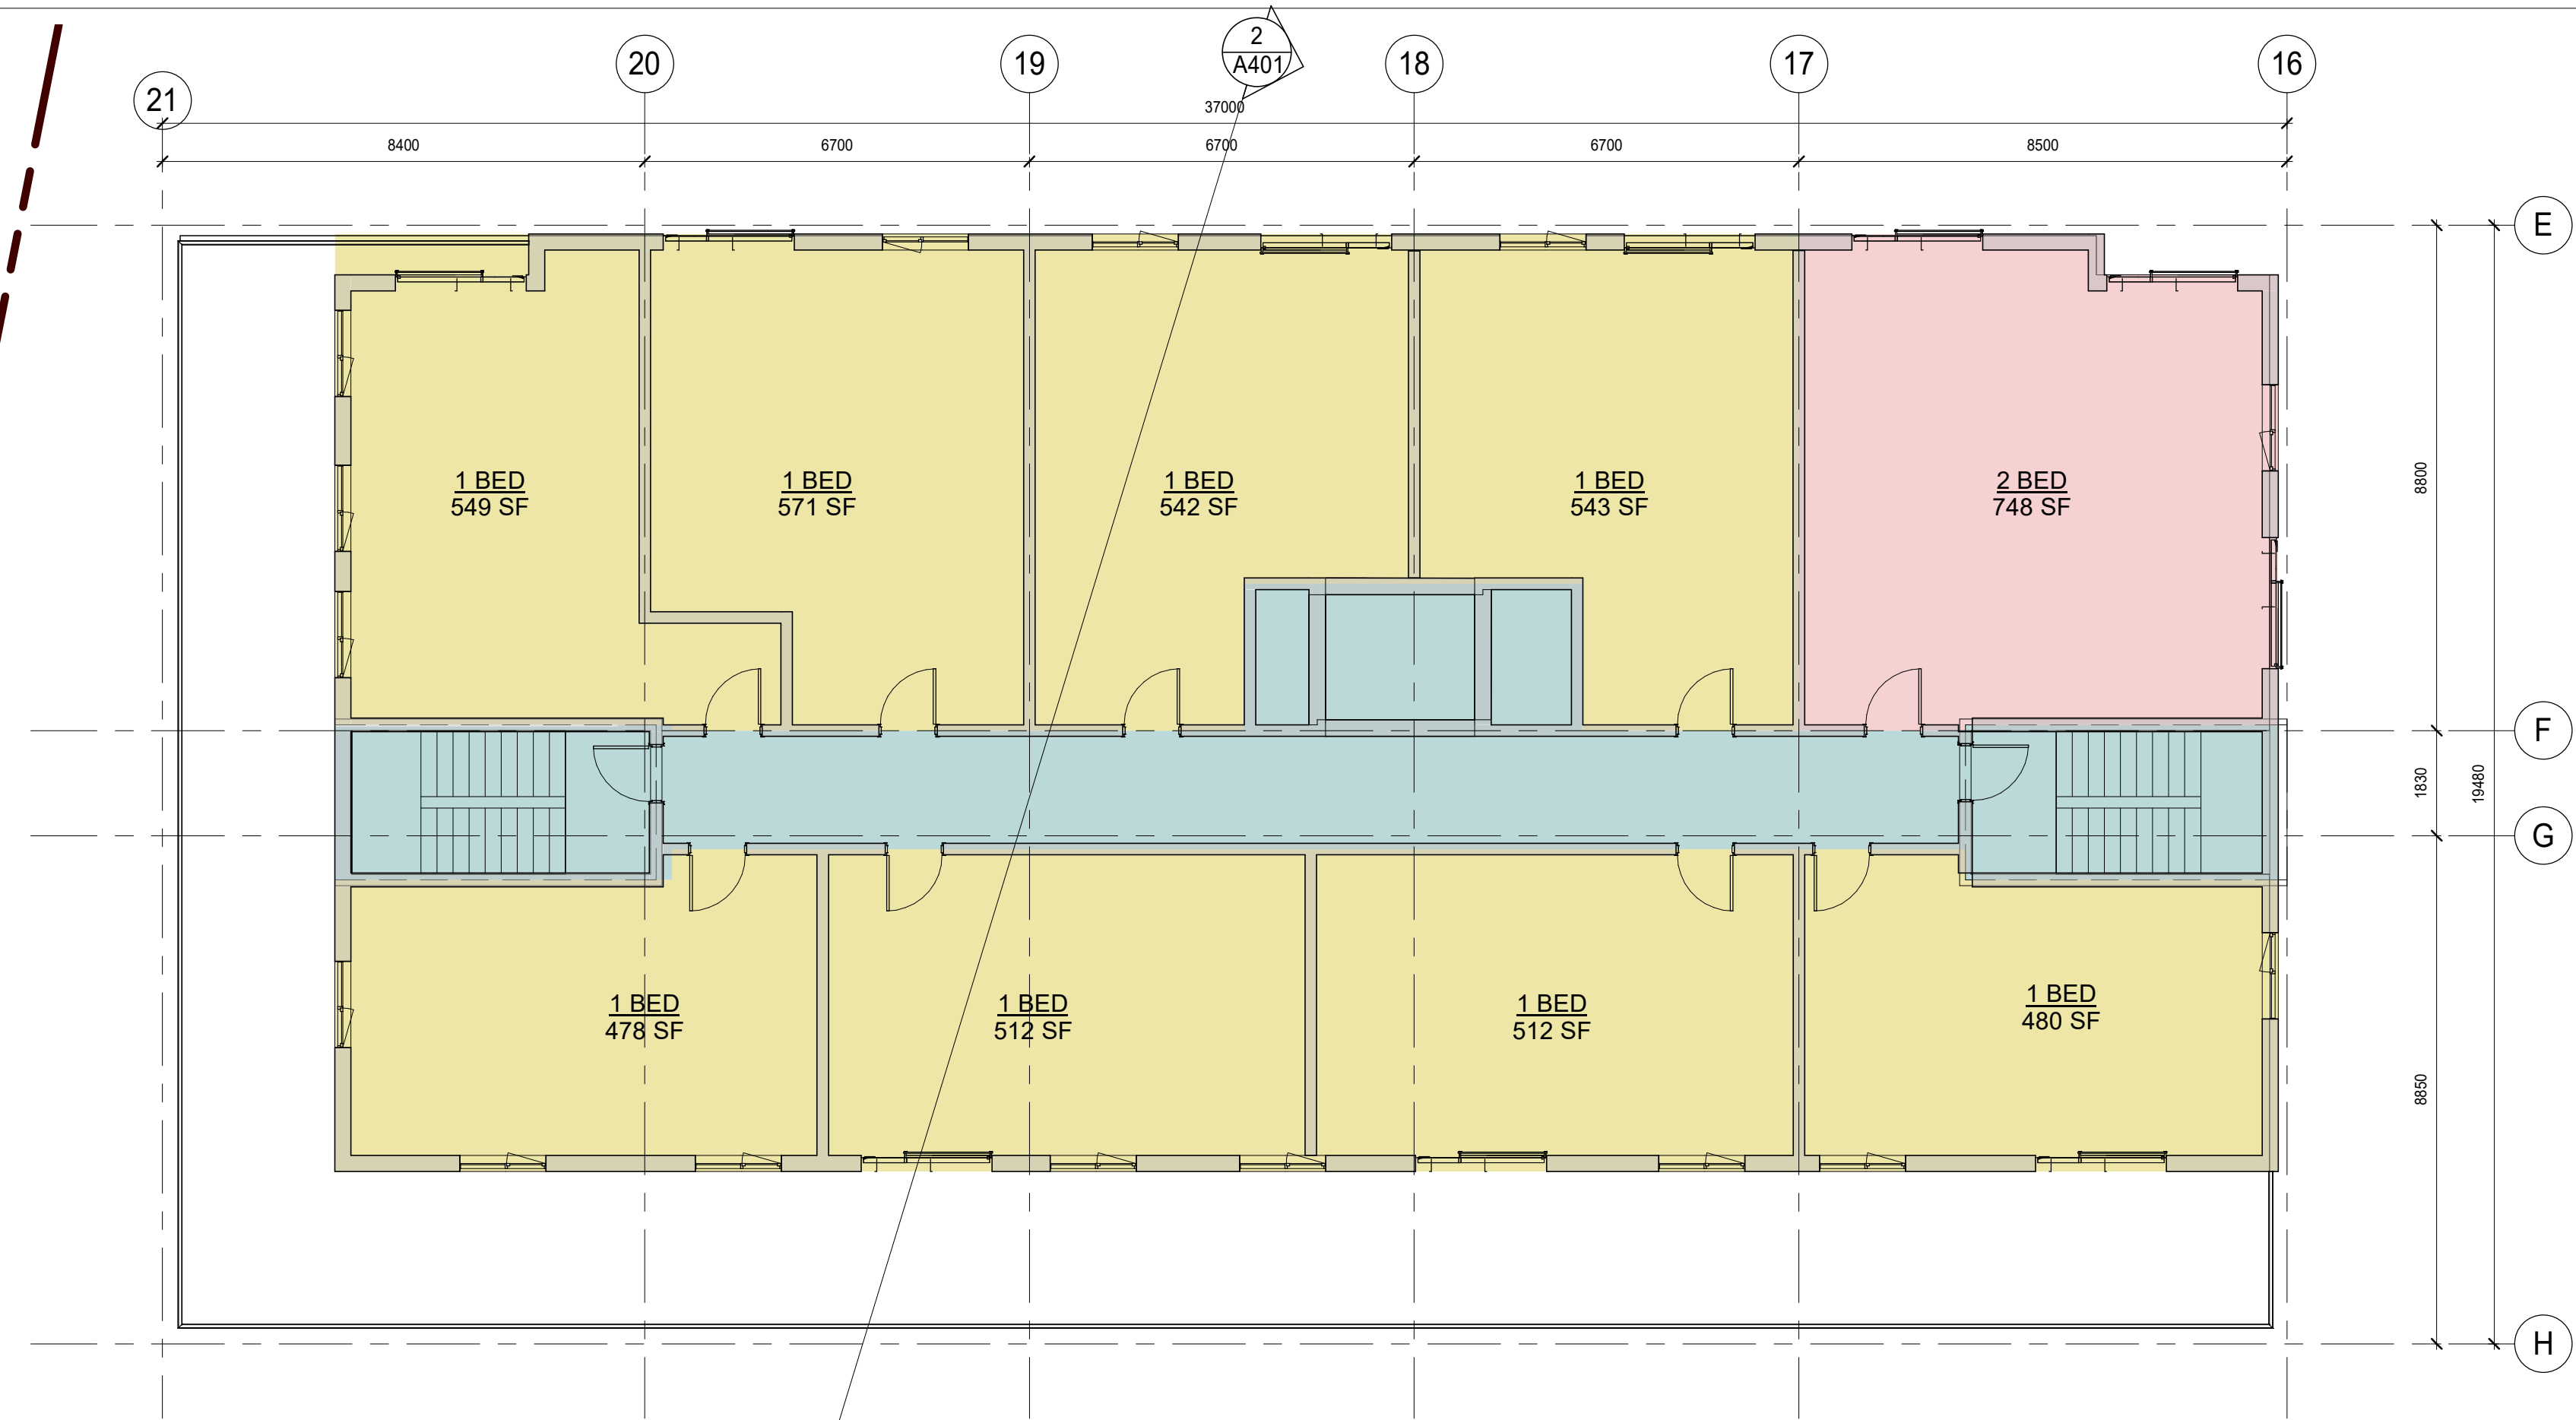 2
A401
20
19
18
17
16
21
37000
8400
6700
6700
6700
8500
E
1 BED
549 SF
1 BED
571 SF
1 BED
542 SF
1 BED
543 SF
2 BED
748 SF
8800
F
1830
19480
G
1 BED
478 SF
1 BED
512 SF
1 BED
512 SF
1 BED
480 SF
8850
H